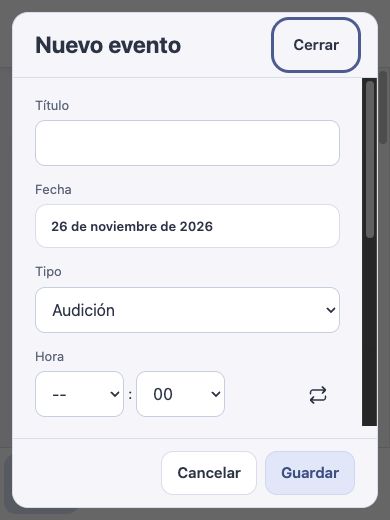 Nuevo evento
Cerrar
Título
Fecha
26 de noviembre de 2026
Tipo
Audición
Hora
-- : 00
Cancelar
Guardar